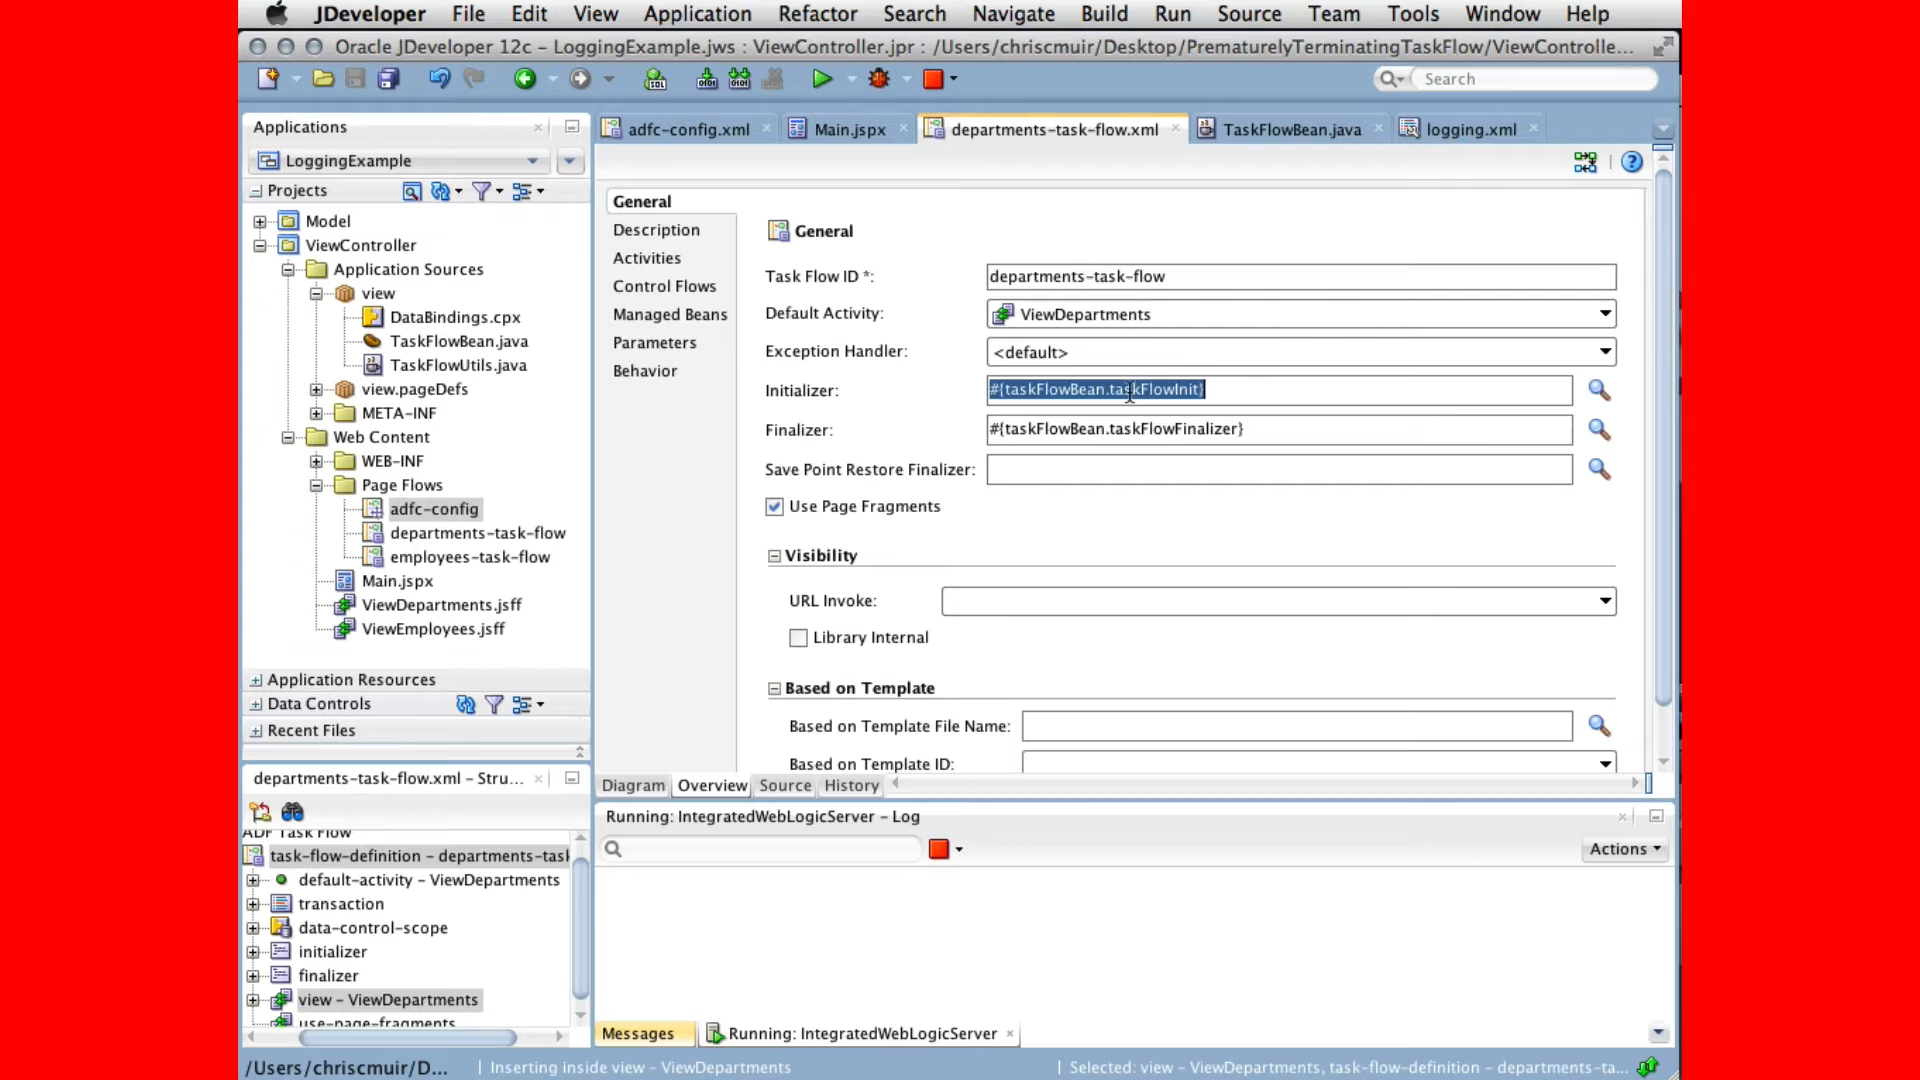 JDeveloper File Edit View Application Refactor Search Navigate Build Run Source Team Tools Window Help
Oracle JDeveloper 12c – LoggingExample.jws : ViewController.jpr : /Users/chriscmuir/Desktop/PrematurelyTerminatingTaskFlow/ViewControlle...
SQL
Search
Applications
adfc-config.xml
Main.jspx
departments-task-flow.xml
TaskFlowBean.java
logging.xml
LoggingExample
Projects
Model
ViewController
Application Sources
view
DataBindings.cpx
TaskFlowBean.java
TaskFlowUtils.java
view.pageDefs
META-INF
Web Content
WEB-INF
Page Flows
adfc-config
departments-task-flow
employees-task-flow
Main.jspx
ViewDepartments.jsff
ViewEmployees.jsff
Application Resources
Data Controls
Recent Files
General
Description
Activities
Control Flows
Managed Beans
Parameters
Behavior
General
Task Flow ID *: departments-task-flow
Default Activity: ViewDepartments
Exception Handler: <default>
Initializer: #{taskFlowBean.taskFlowInit}
Finalizer: #{taskFlowBean.taskFlowFinalizer}
Save Point Restore Finalizer:
Use Page Fragments
Visibility
URL Invoke:
Library Internal
Based on Template
Based on Template File Name:
Based on Template ID:
Diagram Overview Source History
departments-task-flow.xml – Stru...
ADF Task Flow
task-flow-definition – departments-task
default-activity – ViewDepartments
transaction
data-control-scope
initializer
finalizer
view – ViewDepartments
use-page-fragments
Running: IntegratedWebLogicServer – Log
Actions
Messages
Running: IntegratedWebLogicServer
/Users/chriscmuir/D...
Inserting inside view – ViewDepartments
Selected: view – ViewDepartments, task-flow-definition – departments-ta...